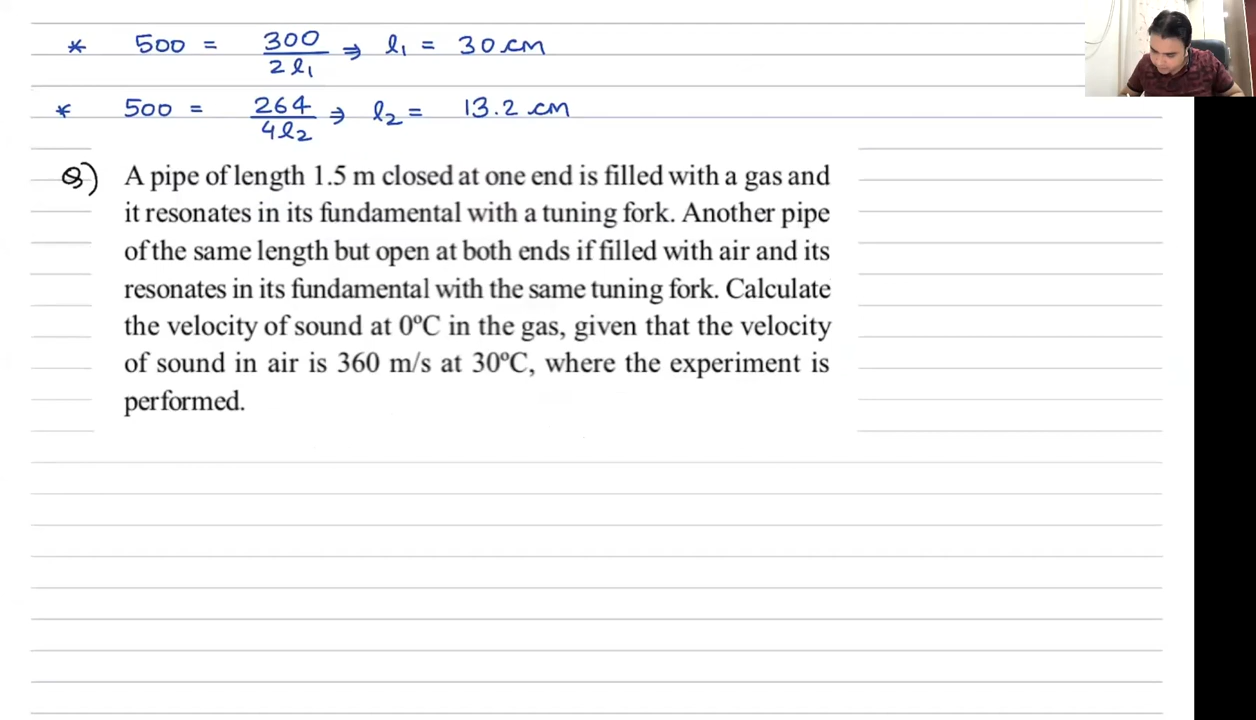 * 500 = 300/2l₁ ⇒ l₁ = 30 cm
* 500 = 264/4l₂ ⇒ l₂ = 13.2 cm
Q) A pipe of length 1.5 m closed at one end is filled with a gas and
it resonates in its fundamental with a tuning fork. Another pipe
of the same length but open at both ends if filled with air and its
resonates in its fundamental with the same tuning fork. Calculate
the velocity of sound at 0ºC in the gas, given that the velocity
of sound in air is 360 m/s at 30ºC, where the experiment is
performed.